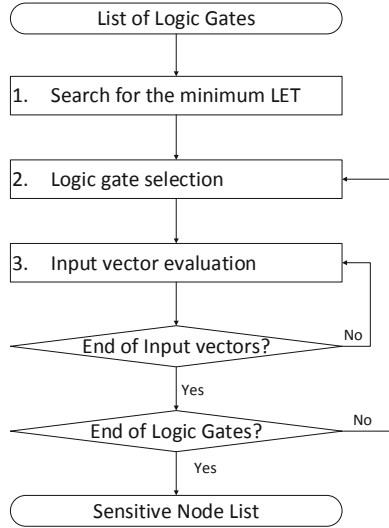 List of Logic Gates
1. Search for the minimum LET
2. Logic gate selection
3. Input vector evaluation
End of Input vectors?
No
Yes
End of Logic Gates?
No
Yes
Sensitive Node List